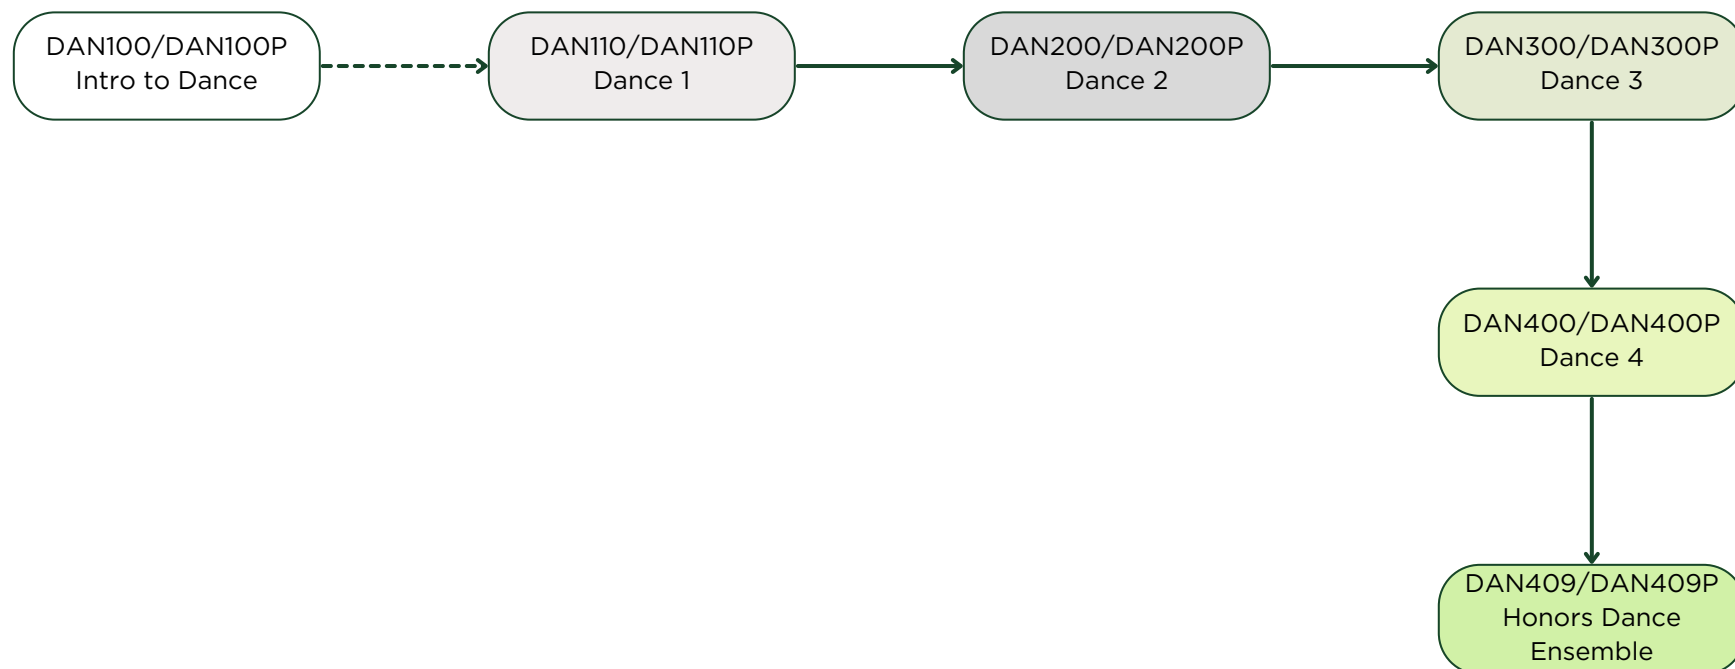 DAN100/DAN100P
Intro to Dance
DAN110/DAN110P
Dance 1
DAN200/DAN200P
Dance 2
DAN300/DAN300P
Dance 3
DAN400/DAN400P
Dance 4
DAN409/DAN409P
Honors Dance
Ensemble